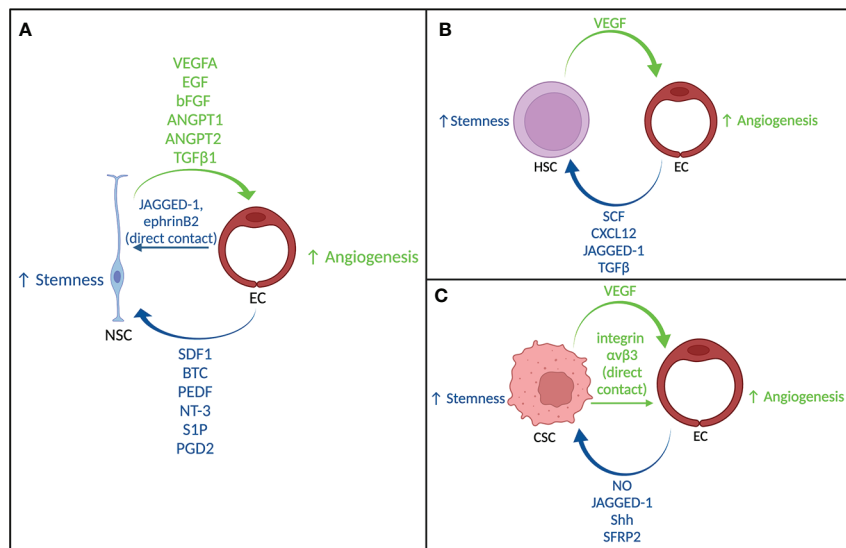 A
VEGFA
EGF
bFGF
ANGPT1
ANGPT2
TGFβ1
JAGGED-1,
ephrinB2
(direct contact)
↑ Stemness
↑ Angiogenesis
EC
NSC
SDF1
BTC
PEDF
NT-3
S1P
PGD2
B
VEGF
↑ Stemness
↑ Angiogenesis
HSC
EC
SCF
CXCL12
JAGGED-1
TGFβ
C
VEGF
integrin
αvβ3
(direct
contact)
↑ Stemness
↑ Angiogenesis
CSC
EC
NO
JAGGED-1
Shh
SFRP2